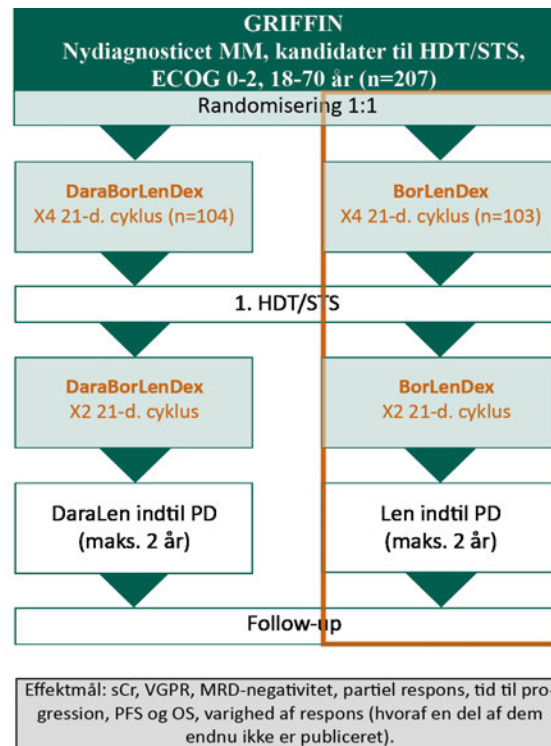 GRIFFIN
Nydiagnosticet MM, kandidater til HDT/STS,
ECOG 0-2, 18-70 år (n=207)
Randomisering 1:1
DaraBorLenDex
X4 21-d. cyklus (n=104)
BorLenDex
X4 21-d. cyklus (n=103)
1. HDT/STS
DaraBorLenDex
X2 21-d. cyklus
BorLenDex
X2 21-d. cyklus
DaraLen indtil PD
(maks. 2 år)
Len indtil PD
(maks. 2 år)
Follow-up
Effektmål: sCr, VGPR, MRD-negativitet, partiel respons, tid til pro-
gression, PFS og OS, varighed af respons (hvoraf en del af dem
endnu ikke er publiceret).